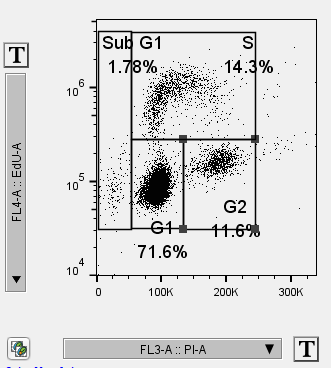 T
Sub G1 S
1.78% 14.3%
10^6
FL4-A :: EdU-A
10^5
G2
G1 11.6%
71.6%
10^4
0 100K 200K 300K
FL3-A :: PI-A T